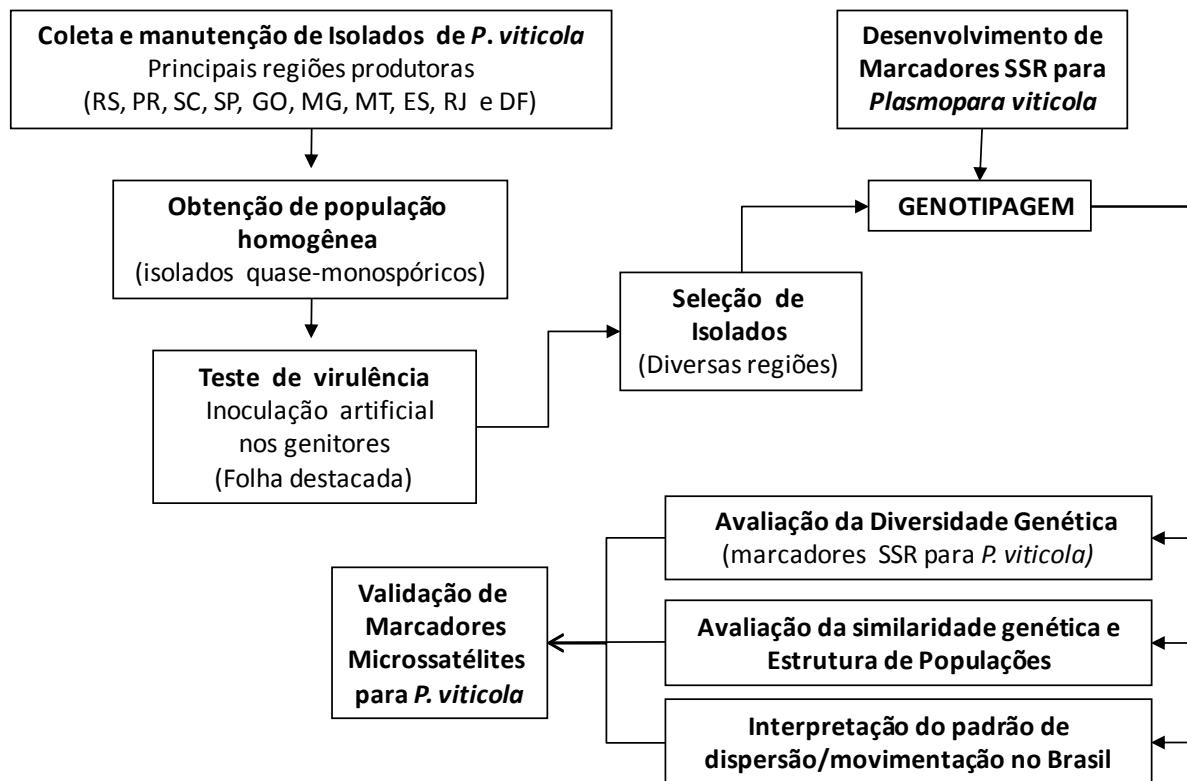 Coleta e manutenção de Isolados de P. viticola
Principais regiões produtoras
(RS, PR, SC, SP, GO, MG, MT, ES, RJ e DF)
Obtenção de população
homogênea
(isolados quase-monospóricos)
Teste de virulência
Inoculação artificial
nos genitores
(Folha destacada)
Seleção de
Isolados
(Diversas regiões)
Desenvolvimento de
Marcadores SSR para
Plasmopara viticola
GENOTIPAGEM
Avaliação da Diversidade Genética
(marcadores SSR para P. viticola)
Avaliação da similaridade genética e
Estrutura de Populações
Interpretação do padrão de
dispersão/movimentação no Brasil
Validação de
Marcadores
Microssatélites
para P. viticola